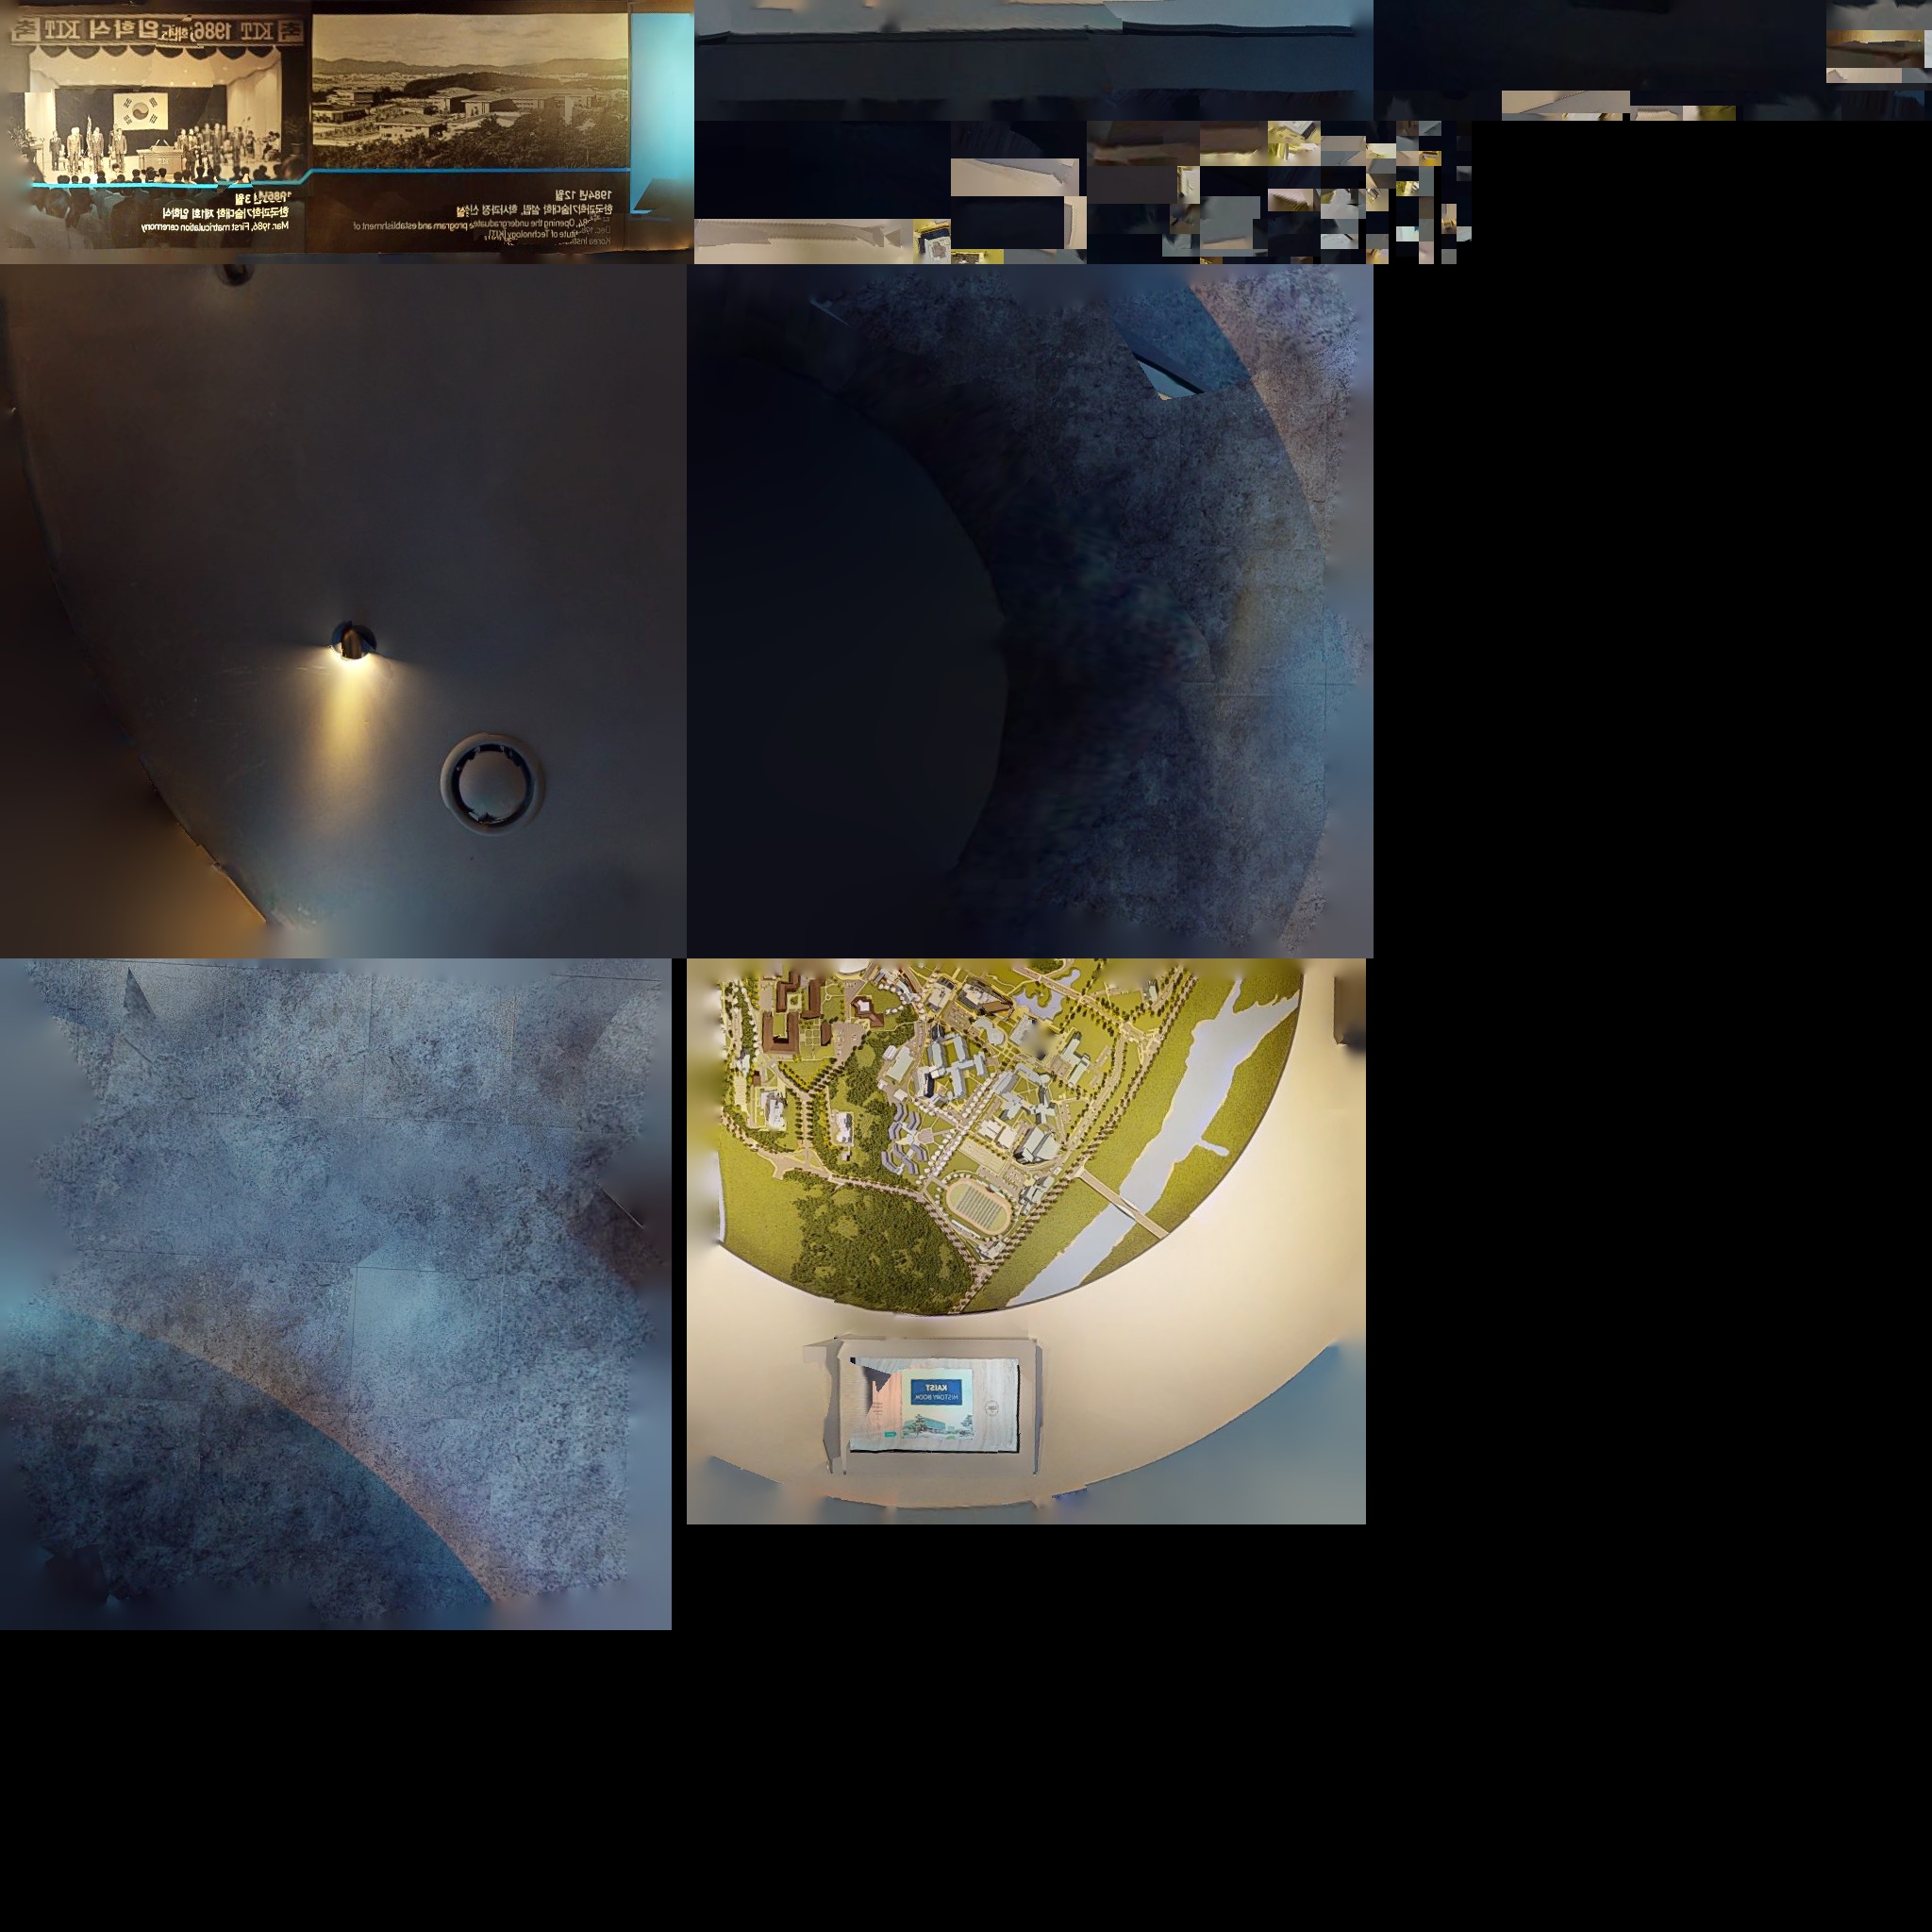 축 KIT 1986학년도 입학식 KIT 축
1986년 3월
한국과학기술대학 제1회 입학식
Mar. 1986, First matriculation ceremony
1984년 12월
한국과학기술대학 설립, 학사과정 신설
Opening the undergraduate program and establishment of
Korea Institute of Technology (KIT)
KAIST
HISTORY BOOK